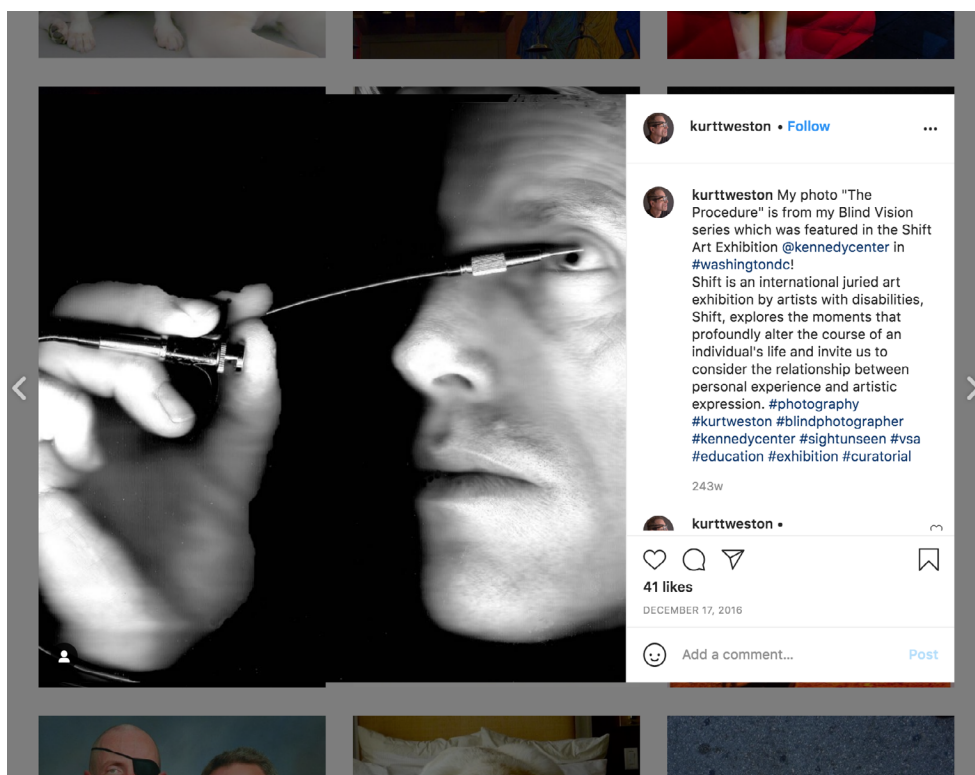 kurttweston • Follow
kurttweston My photo "The
Procedure" is from my Blind Vision
series which was featured in the Shift
Art Exhibition @kennedycenter in
#washingtondc!
Shift is an international juried art
exhibition by artists with disabilities,
Shift, explores the moments that
profoundly alter the course of an
individual's life and invite us to
consider the relationship between
personal experience and artistic
expression. #photography
#kurtweston #blindphotographer
#kennedycenter #sightunseen #vsa
#education #exhibition #curatorial
243w
kurttweston •
41 likes
DECEMBER 17, 2016
Add a comment... Post